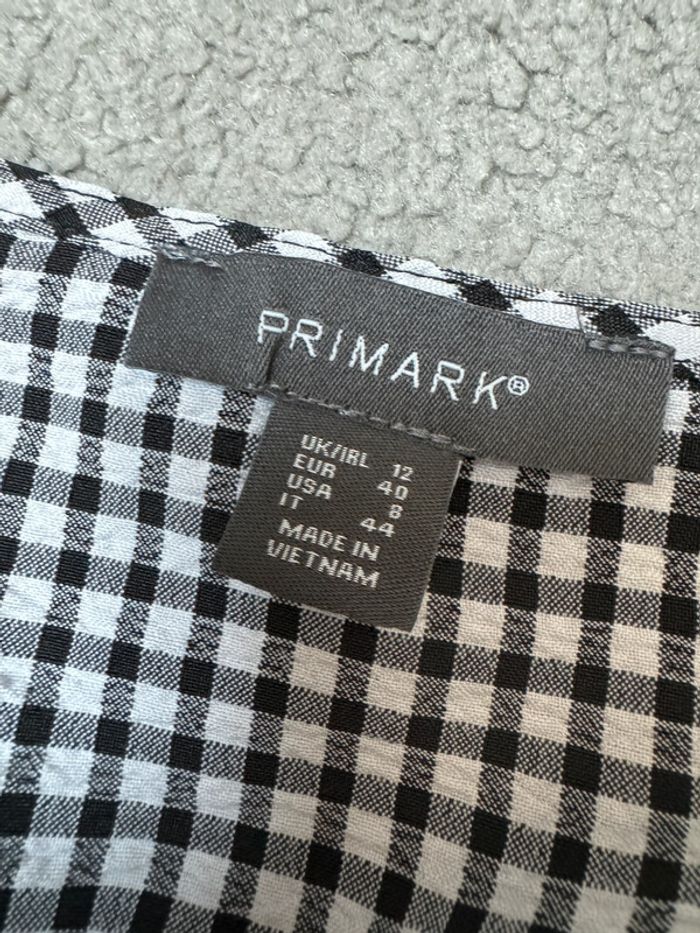 PRIMARK®
UK/IRL 12
EUR 40
USA 8
IT 44
MADE IN
VIETNAM